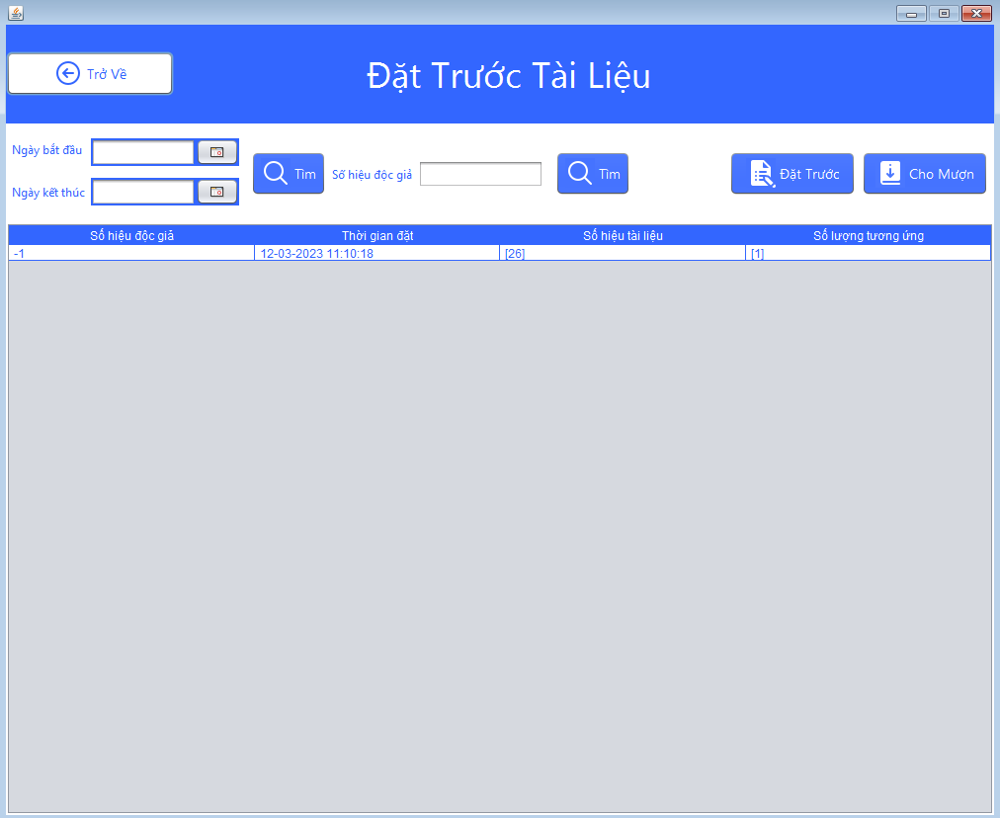 Trở Về
Đặt Trước Tài Liệu
Ngày bắt đầu
Ngày kết thúc
Tìm
Số hiệu độc giả
Tìm
Đặt Trước
Cho Mượn
Số hiệu độc giả Thời gian đặt Số hiệu tài liệu Số lượng tương ứng
-1 12-03-2023 11:10:18 [26] [1]